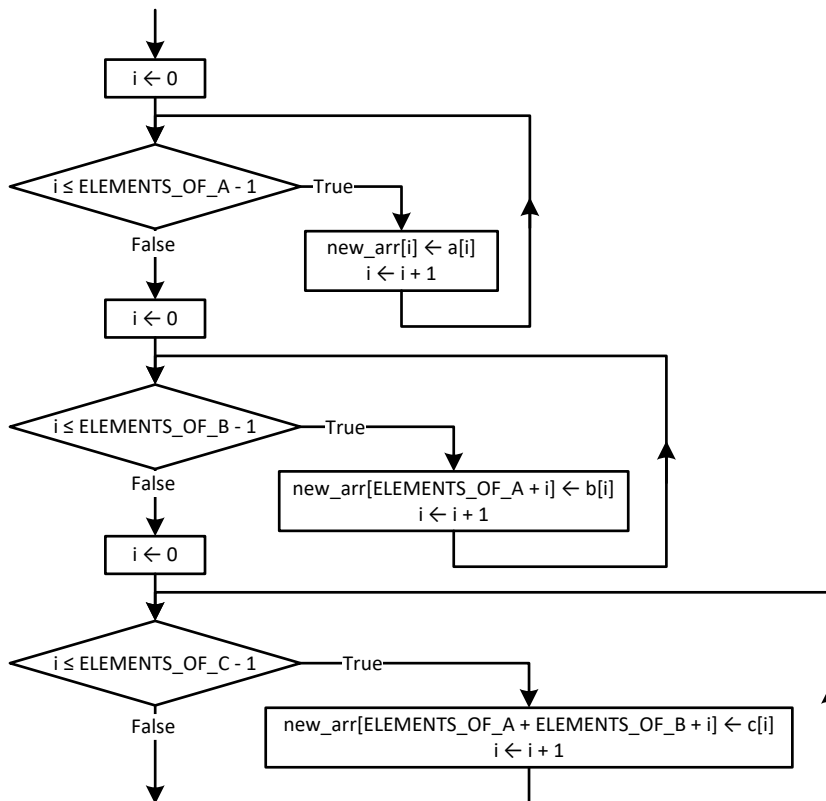 i ← 0
i ≤ ELEMENTS_OF_A - 1
True
False
new_arr[i] ← a[i]
i ← i + 1
i ← 0
i ≤ ELEMENTS_OF_B - 1
True
False
new_arr[ELEMENTS_OF_A + i] ← b[i]
i ← i + 1
i ← 0
i ≤ ELEMENTS_OF_C - 1
True
False
new_arr[ELEMENTS_OF_A + ELEMENTS_OF_B + i] ← c[i]
i ← i + 1